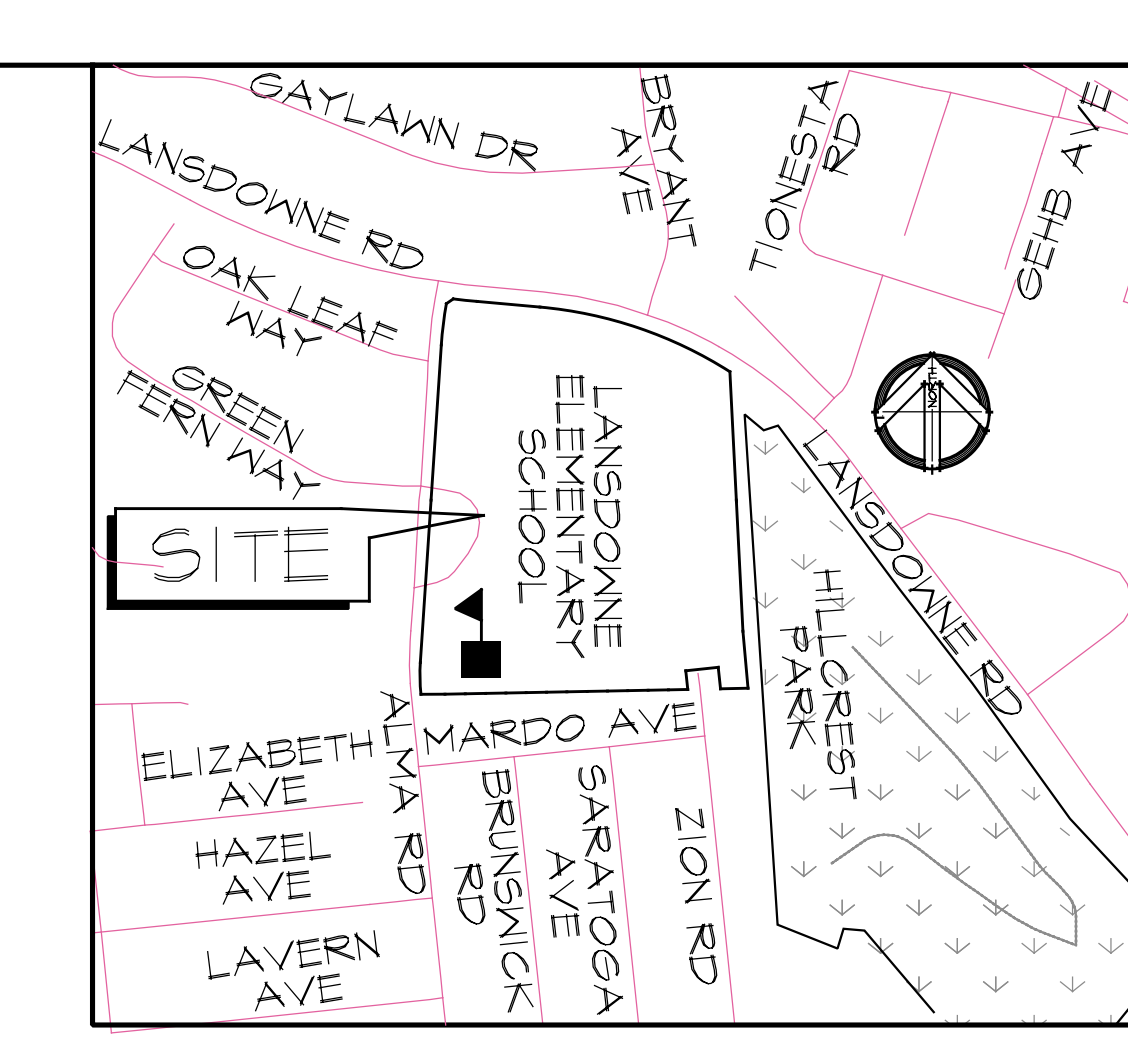 GAYLAWN DR
LANSDOWNE RD
BRYANT
AVE
TIONESTA
RD
GEHB AVE
OAK LEAF
WAY
GREEN
FERN WAY
NORTH
LANSDOWNE
ELEMENTARY
SCHOOL
SITE
LANSDOWNE RD
HILLCREST
PARK
ELIZABETH
AVE
ALMA RD
MARDO AVE
HAZEL
AVE
BRUNSWICK
RD
SARATOGA
AVE
ZION RD
LAVERN
AVE